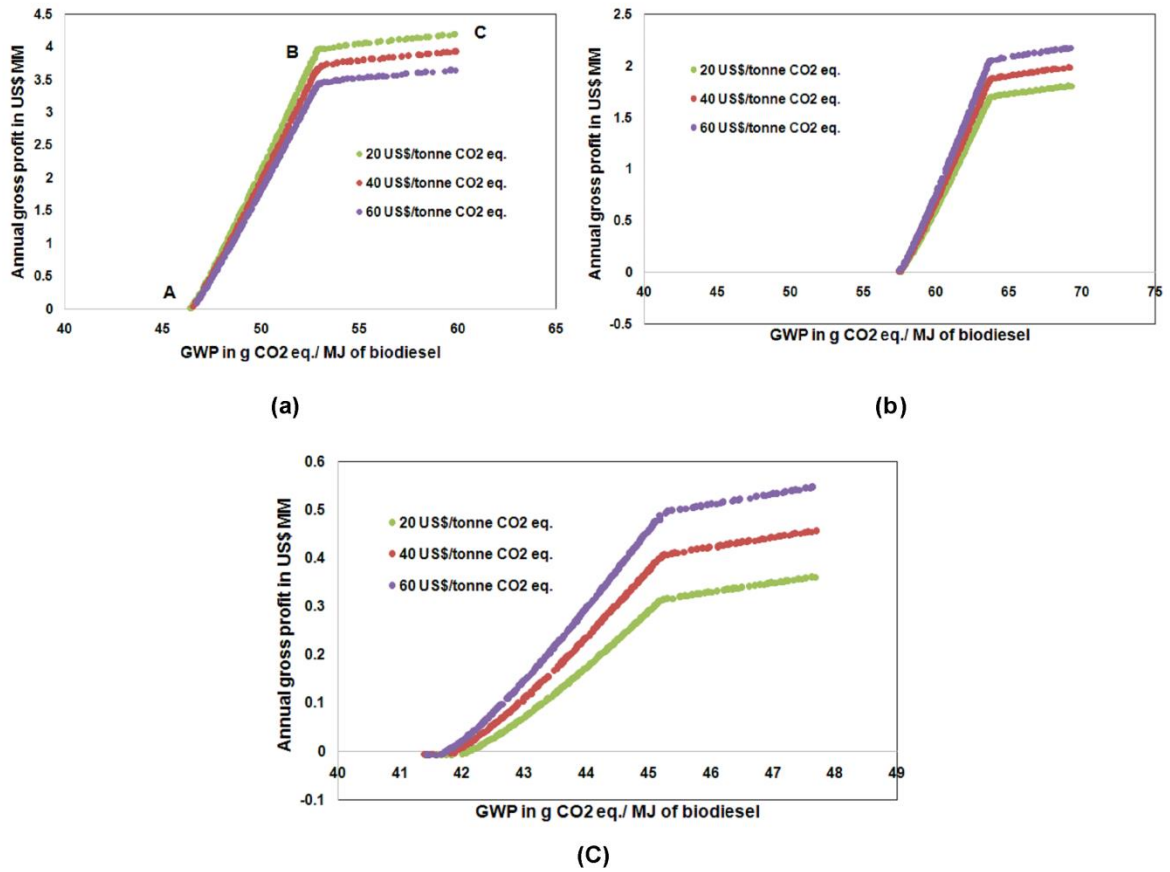 4.5
4
3.5
3
2.5
2
1.5
1
0.5
0
Annual gross profit in US$ MM
A
B
C
20 US$/tonne CO2 eq.
40 US$/tonne CO2 eq.
60 US$/tonne CO2 eq.
40 45 50 55 60 65
GWP in g CO2 eq./ MJ of biodiesel
(a)
2.5
2
1.5
1
0.5
0
-0.5
Annual gross profit in US$ MM
20 US$/tonne CO2 eq.
40 US$/tonne CO2 eq.
60 US$/tonne CO2 eq.
40 45 50 55 60 65 70 75
GWP in g CO2 eq./ MJ of biodiesel
(b)
0.6
0.5
0.4
0.3
0.2
0.1
0
-0.1
Annual gross profit in US$ MM
20 US$/tonne CO2 eq.
40 US$/tonne CO2 eq.
60 US$/tonne CO2 eq.
40 41 42 43 44 45 46 47 48 49
GWP in g CO2 eq./ MJ of biodiesel
(C)